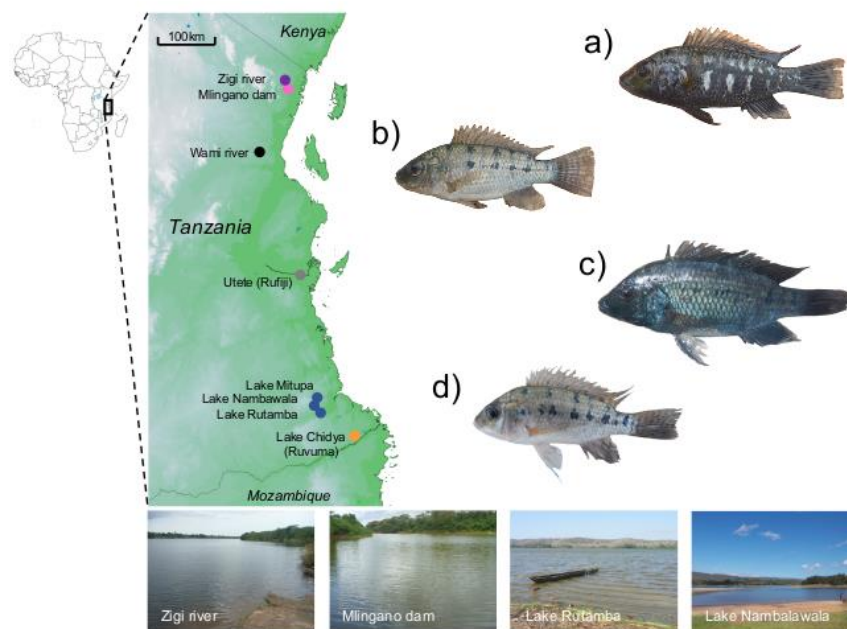 100km
Kenya
Zigi river
Mlingano dam
Wami river
Tanzania
Utete (Rufiji)
Lake Mitupa
Lake Nambawala
Lake Rutamba
Lake Chidya
(Ruvuma)
Mozambique
a)
b)
c)
d)
Zigi river
Mlingano dam
Lake Rutamba
Lake Nambalawala